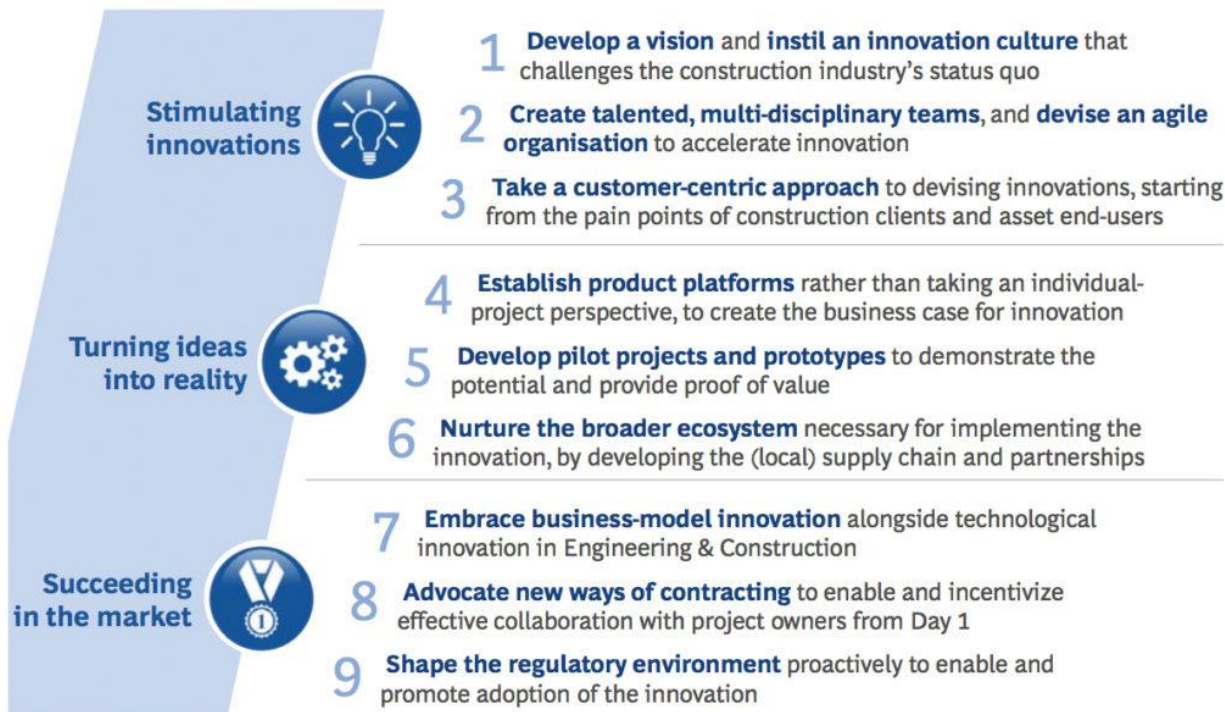 Stimulating
innovations
1 Develop a vision and instil an innovation culture that
challenges the construction industry's status quo
2 Create talented, multi-disciplinary teams, and devise an agile
organisation to accelerate innovation
3 Take a customer-centric approach to devising innovations, starting
from the pain points of construction clients and asset end-users
Turning ideas
into reality
4 Establish product platforms rather than taking an individual-
project perspective, to create the business case for innovation
5 Develop pilot projects and prototypes to demonstrate the
potential and provide proof of value
6 Nurture the broader ecosystem necessary for implementing the
innovation, by developing the (local) supply chain and partnerships
Succeeding
in the market
1
7 Embrace business-model innovation alongside technological
innovation in Engineering & Construction
8 Advocate new ways of contracting to enable and incentivize
effective collaboration with project owners from Day 1
9 Shape the regulatory environment proactively to enable and
promote adoption of the innovation